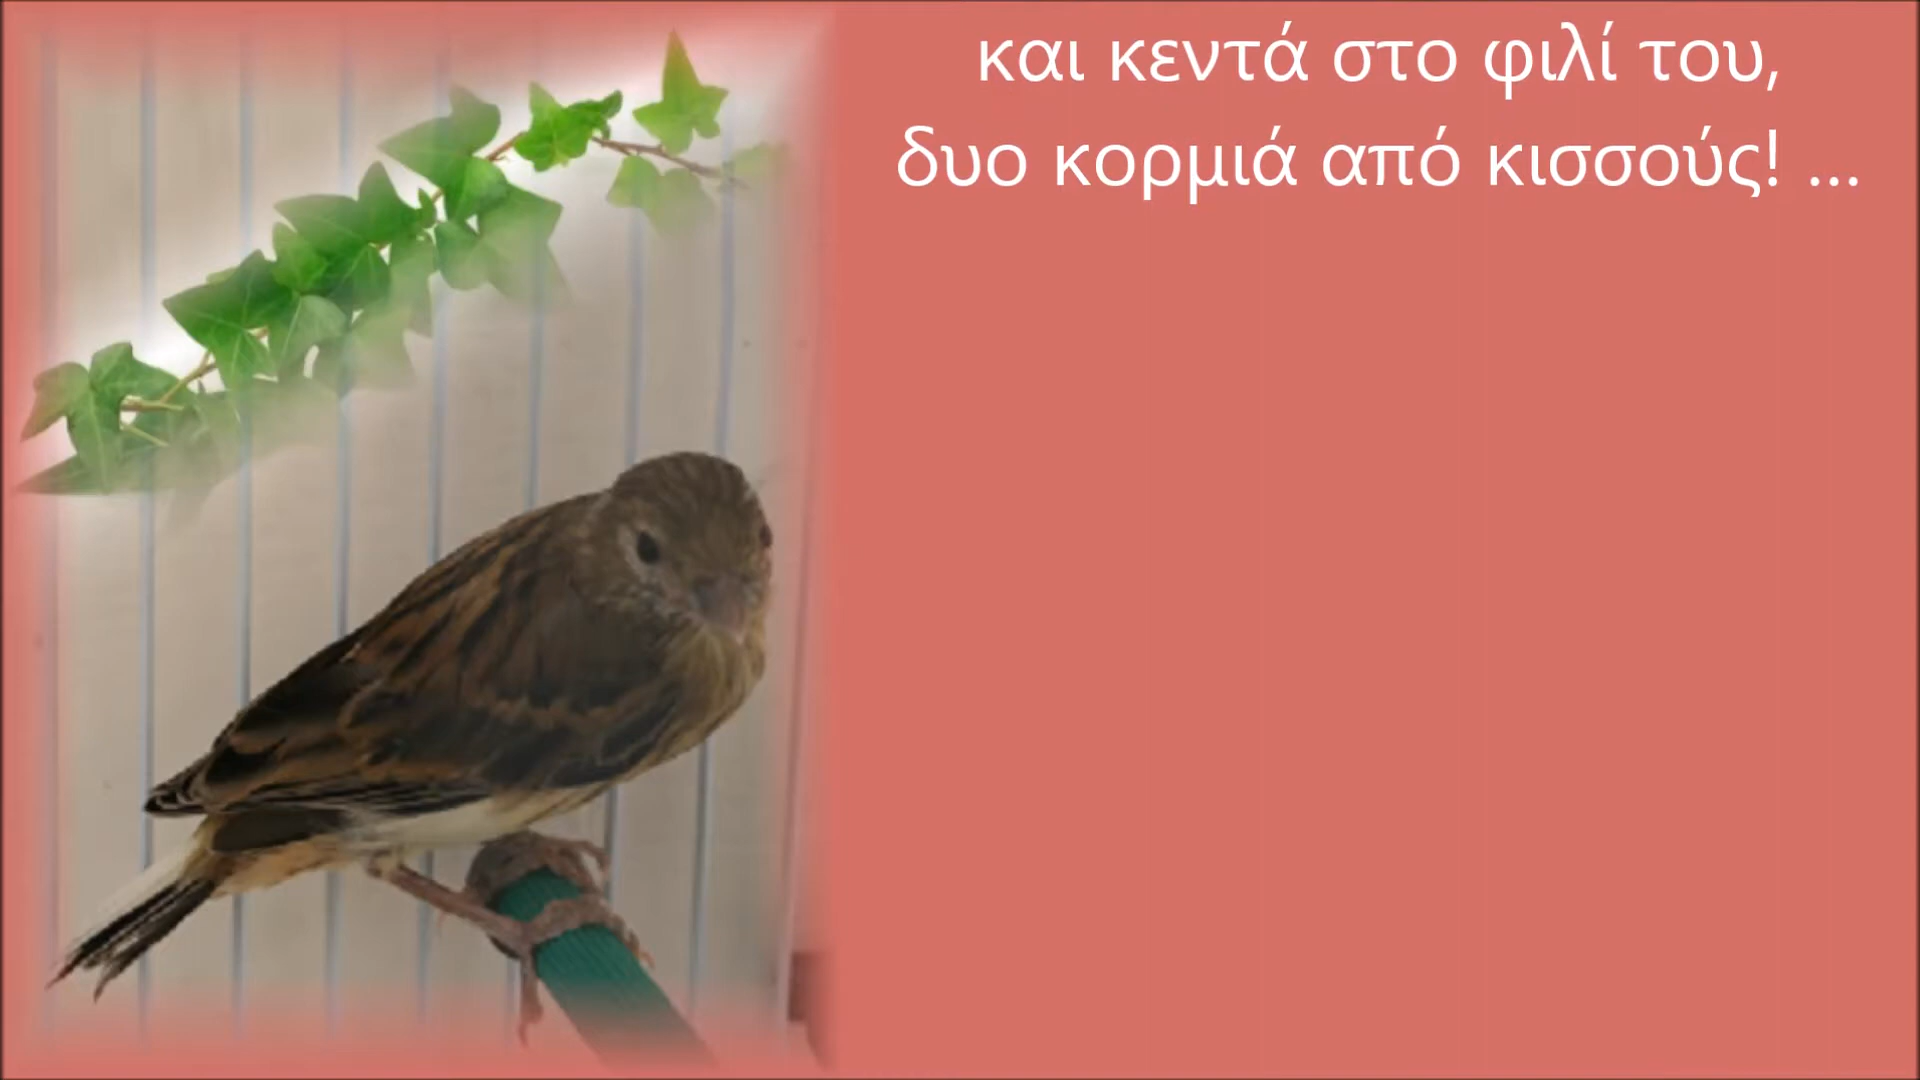 και κεντά στο φιλί του,
δυο κορμιά από κισσούς! ...